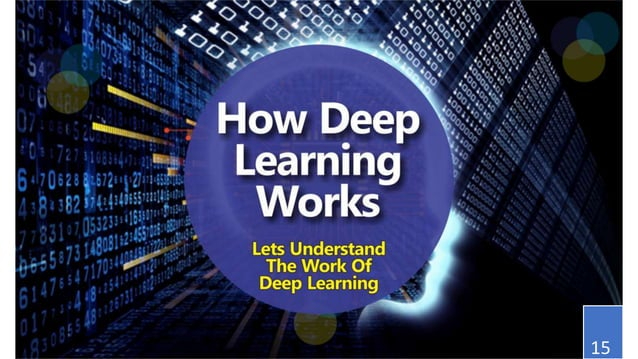 How Deep
Learning
Works
Lets Understand
The Work Of
Deep Learning
15